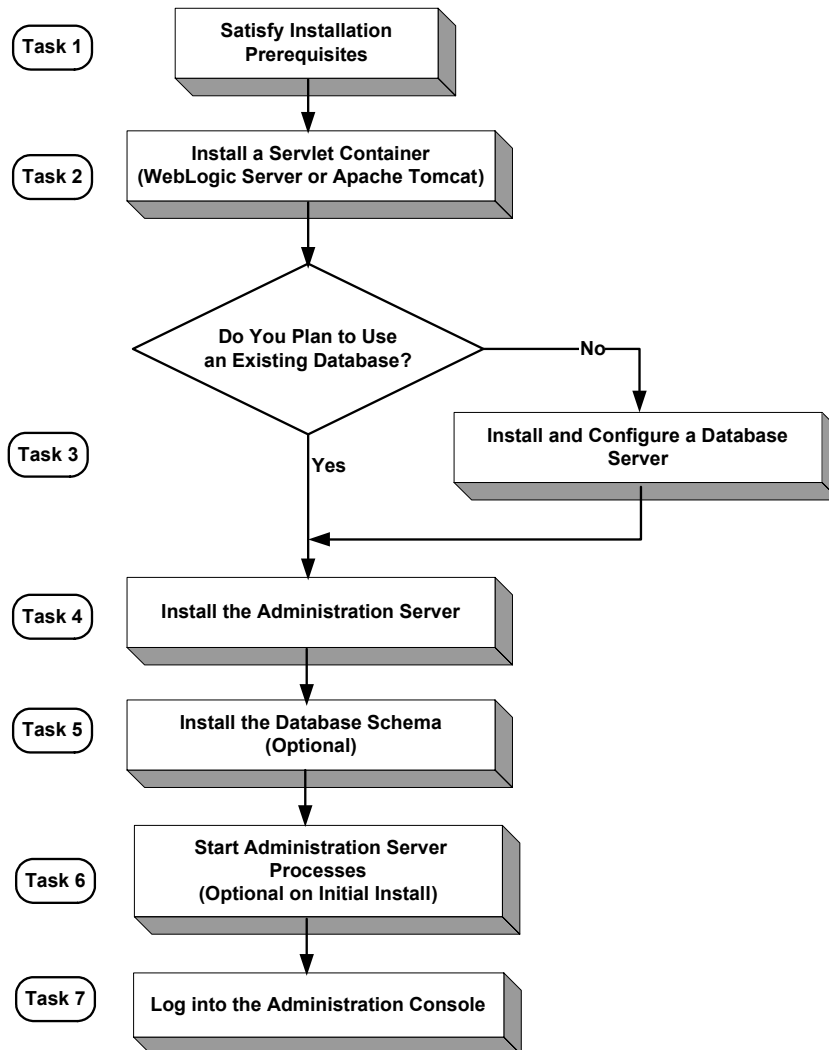 Task 1
Satisfy Installation
Prerequisites
Task 2
Install a Servlet Container
(WebLogic Server or Apache Tomcat)
Do You Plan to Use
an Existing Database?
No
Task 3
Yes
Install and Configure a Database
Server
Task 4
Install the Administration Server
Task 5
Install the Database Schema
(Optional)
Task 6
Start Administration Server
Processes
(Optional on Initial Install)
Task 7
Log into the Administration Console